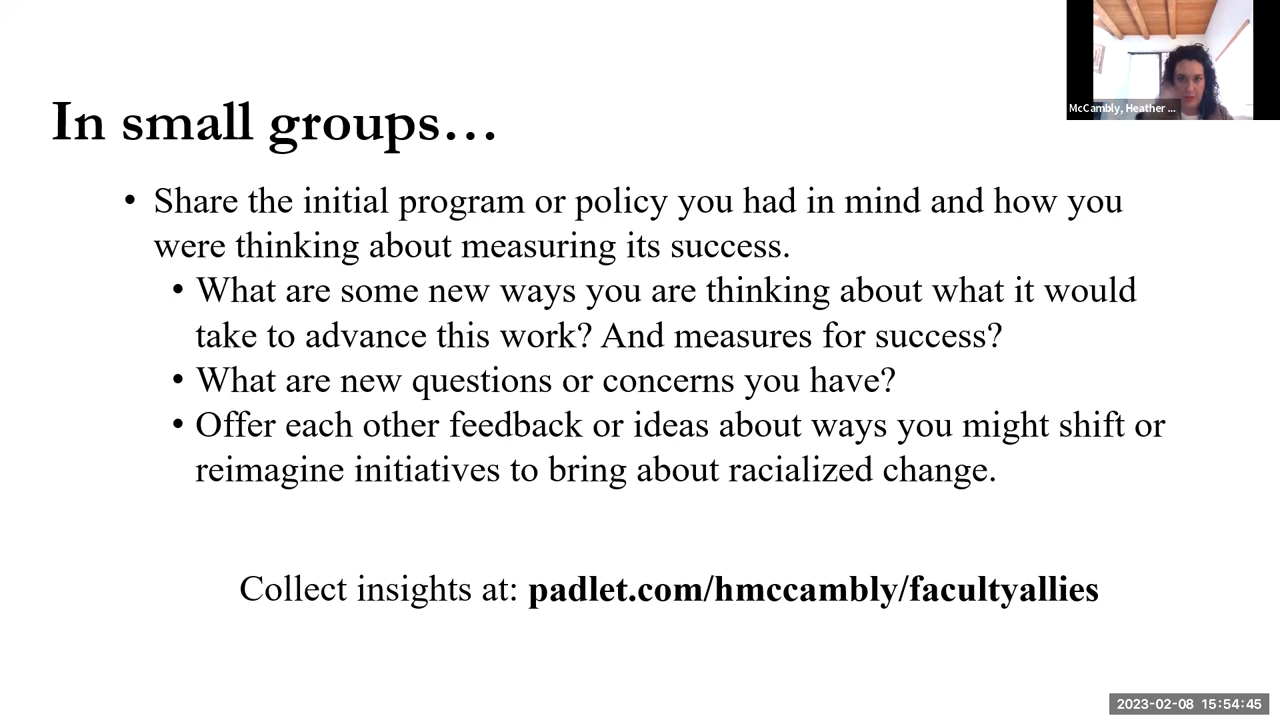 McCambly, Heather ...
In small groups…
• Share the initial program or policy you had in mind and how you
were thinking about measuring its success.
• What are some new ways you are thinking about what it would
take to advance this work? And measures for success?
• What are new questions or concerns you have?
• Offer each other feedback or ideas about ways you might shift or
reimagine initiatives to bring about racialized change.
Collect insights at: padlet.com/hmccambly/facultyallies
2023-02-08 15:54:45